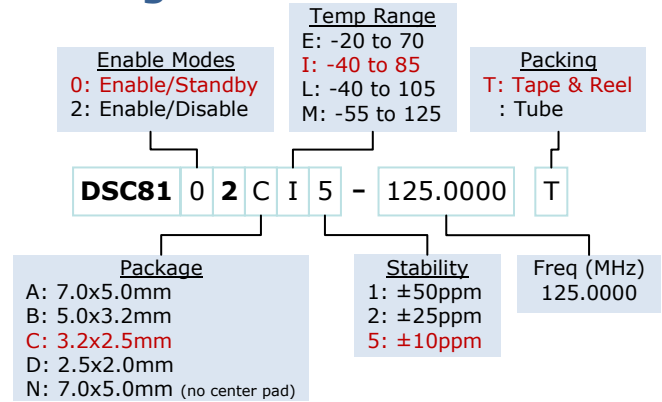 Enable Modes
0: Enable/Standby
2: Enable/Disable
Temp Range
E: -20 to 70
I: -40 to 85
L: -40 to 105
M: -55 to 125
Packing
T: Tape & Reel
: Tube
DSC81 0 2 C I 5 – 125.0000 T
Package
A: 7.0x5.0mm
B: 5.0x3.2mm
C: 3.2x2.5mm
D: 2.5x2.0mm
N: 7.0x5.0mm (no center pad)
Stability
1: ±50ppm
2: ±25ppm
5: ±10ppm
Freq (MHz)
125.0000